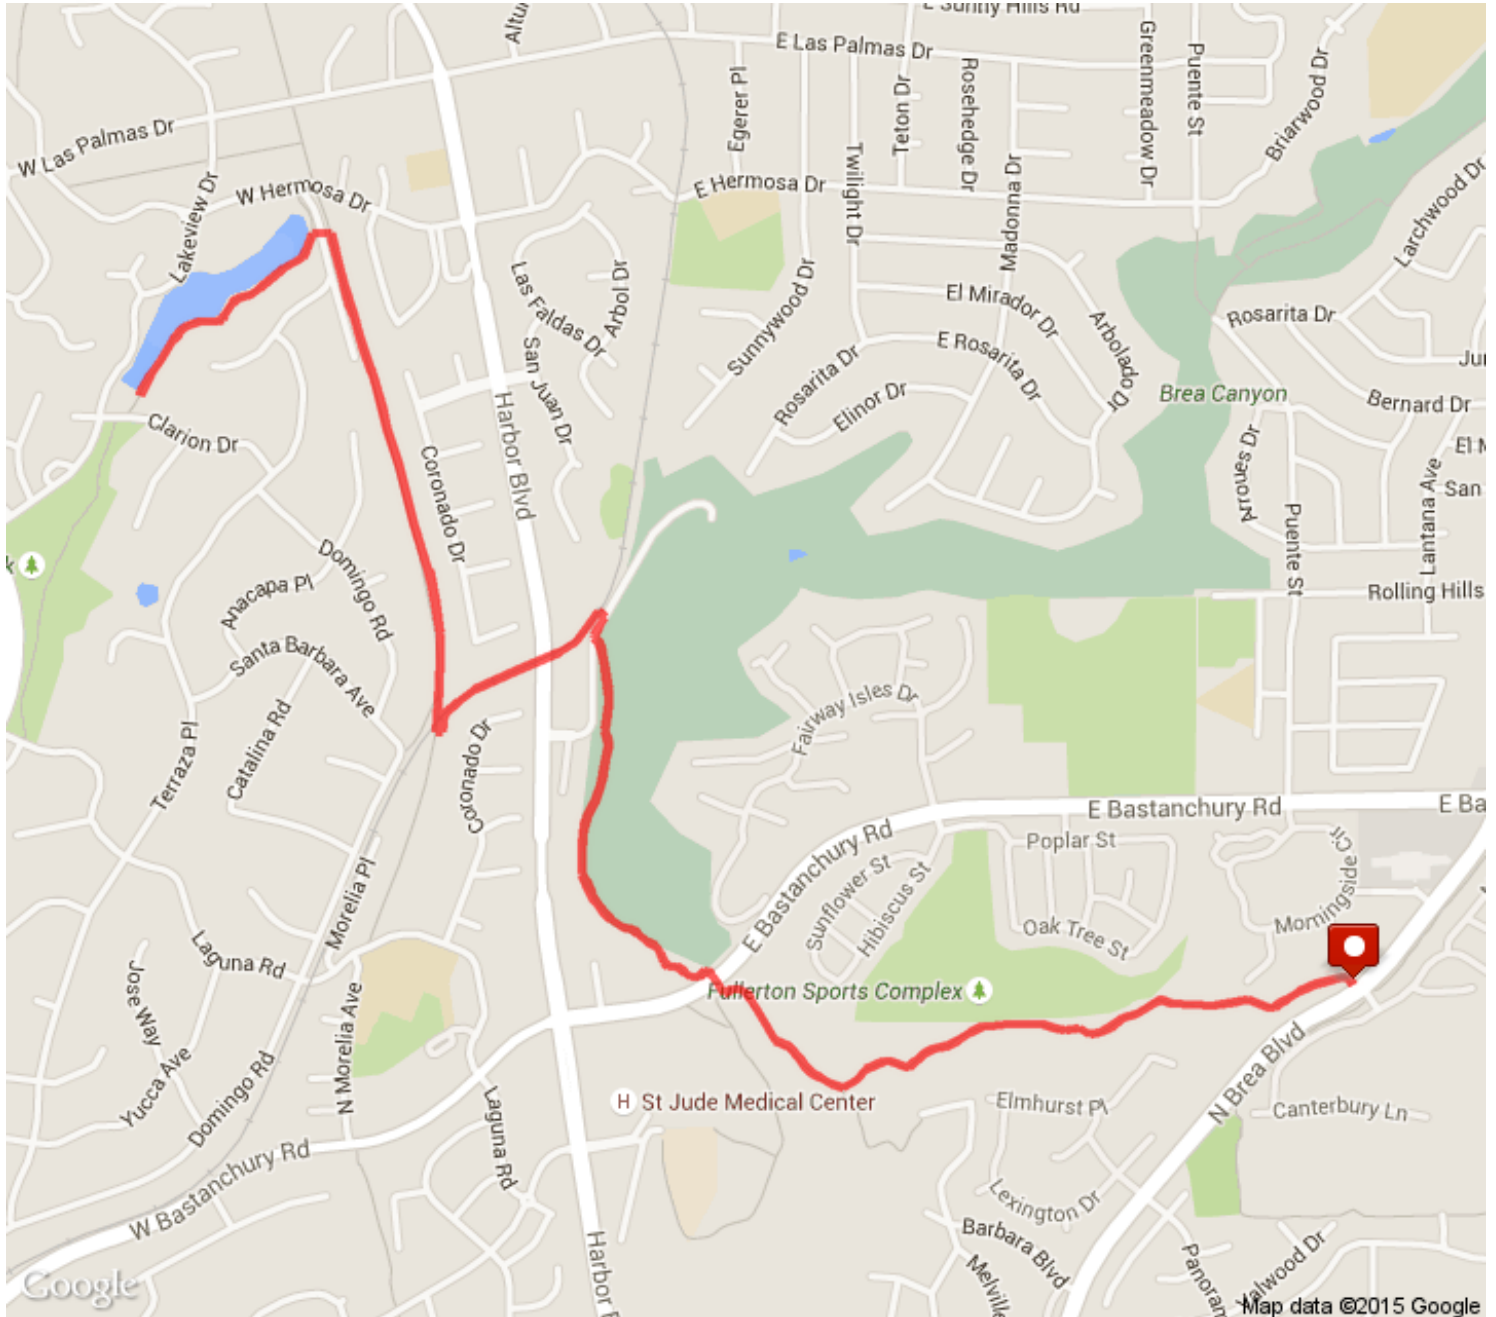 E Sunny Hills Rd
E Las Palmas Dr
W Las Palmas Dr
Lakeview Dr
W Hermosa Dr
E Hermosa Dr
Egerer Pl
Twilight Dr
Teton Dr
Rosehedge Dr
Madonna Dr
Greenmeadow Dr
Puente St
Briarwood Dr
Larchwood Dr
Las Faldas Dr
Arbol Dr
San Juan Dr
Sunnywood Dr
El Mirador Dr
Arbolado Dr
E Rosarita Dr
Rosarita Dr
Elinor Dr
Rosarita Dr
Brea Canyon
Bernard Dr
Lantana Ave
San
Puente St
Rolling Hills
Clarion Dr
Harbor Blvd
Coronado Dr
Domingo Rd
Anacapa Pl
Santa Barbara Ave
Catalina Rd
Terraza Pl
Coronado Dr
Fairway Isles Dr
E Bastanchury Rd
E Ba
E Bastanchury Rd
Poplar St
Sunflower St
Hibiscus St
Oak Tree St
Morningside Cir
Morningside
Morelia Pl
Laguna Rd
Jose Way
Yucca Ave
Domingo Rd
N Morelia Ave
Laguna Rd
Fullerton Sports Complex
H St Jude Medical Center
Elmhurst Pl
N Brea Blvd
Canterbury Ln
Lexington Dr
Barbara Blvd
Melville
W Bastanchury Rd
Harbor
Panoram
Google
Map data ©2015 Google